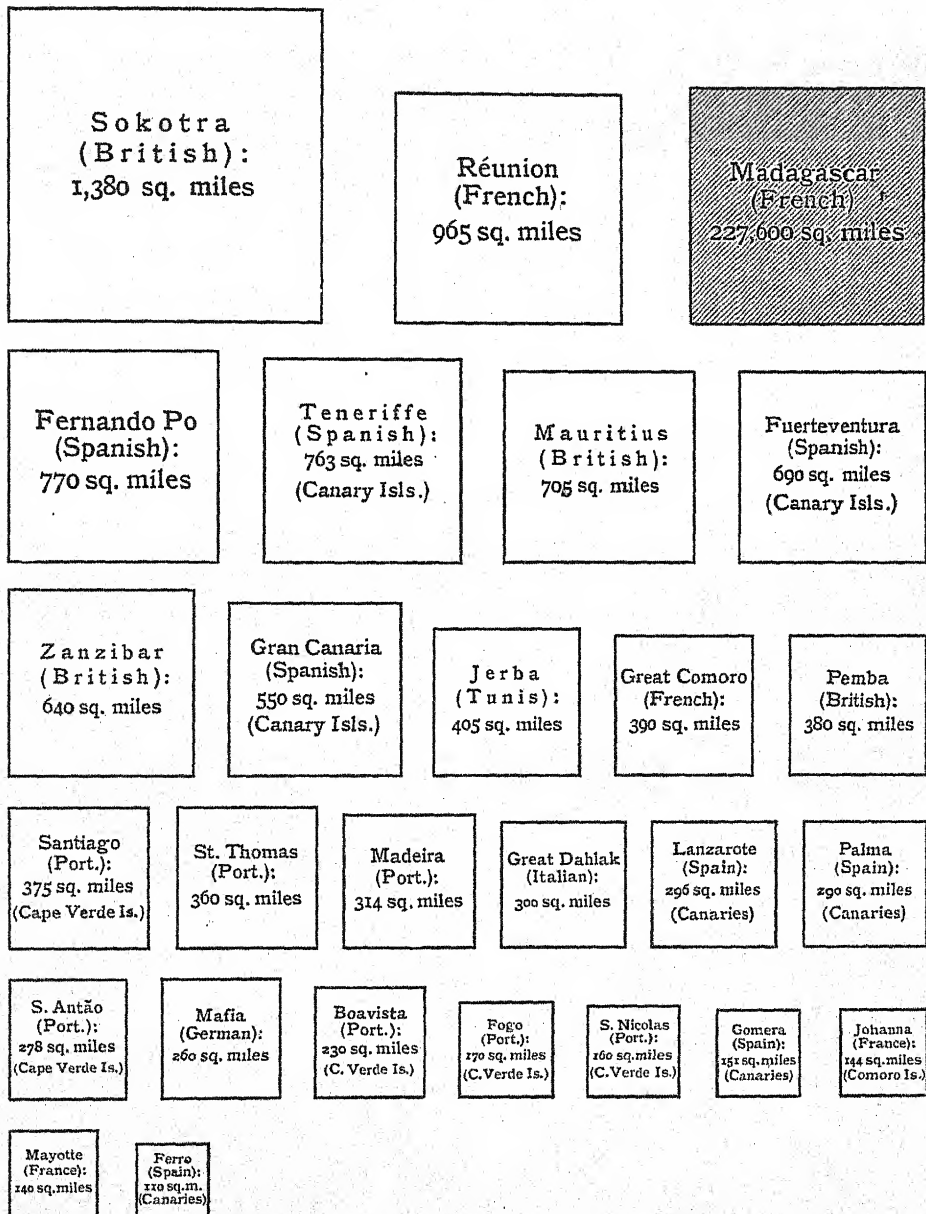 Sokotra
(British):
1,380 sq. miles
Réunion
(French):
965 sq. miles
Madagascar
(French)
227,600 sq. miles
Fernando Po
(Spanish):
770 sq. miles
Teneriffe
(Spanish):
763 sq. miles
(Canary Isls.)
Mauritius
(British):
705 sq. miles
Fuerteventura
(Spanish):
690 sq. miles
(Canary Isls.)
Zanzibar
(British):
640 sq. miles
Gran Canaria
(Spanish):
550 sq. miles
(Canary Isls.)
Jerba
(Tunis):
405 sq. miles
Great Comoro
(French):
390 sq. miles
Pemba
(British):
380 sq. miles
Santiago
(Port.):
375 sq. miles
(Cape Verde Is.)
St. Thomas
(Port.):
360 sq. miles
Madeira
(Port.):
314 sq. miles
Great Dahlak
(Italian):
300 sq. miles
Lanzarote
(Spain):
296 sq. miles
(Canaries)
Palma
(Spain):
290 sq. miles
(Canaries)
S. Antão
(Port.):
278 sq. miles
(Cape Verde Is.)
Mafia
(German):
260 sq. miles
Boavista
(Port.):
230 sq. miles
(C. Verde Is.)
Fogo
(Port.):
170 sq. miles
(C.Verde Is.)
S. Nicolas
(Port.):
160 sq.miles
(C.Verde Is.)
Gomera
(Spain):
151 sq.miles
(Canaries)
Johanna
(France):
144 sq.miles
(Comoro Is.)
Mayotte
(France):
140 sq.miles
Ferro
(Spain):
110 sq.m.
(Canaries)